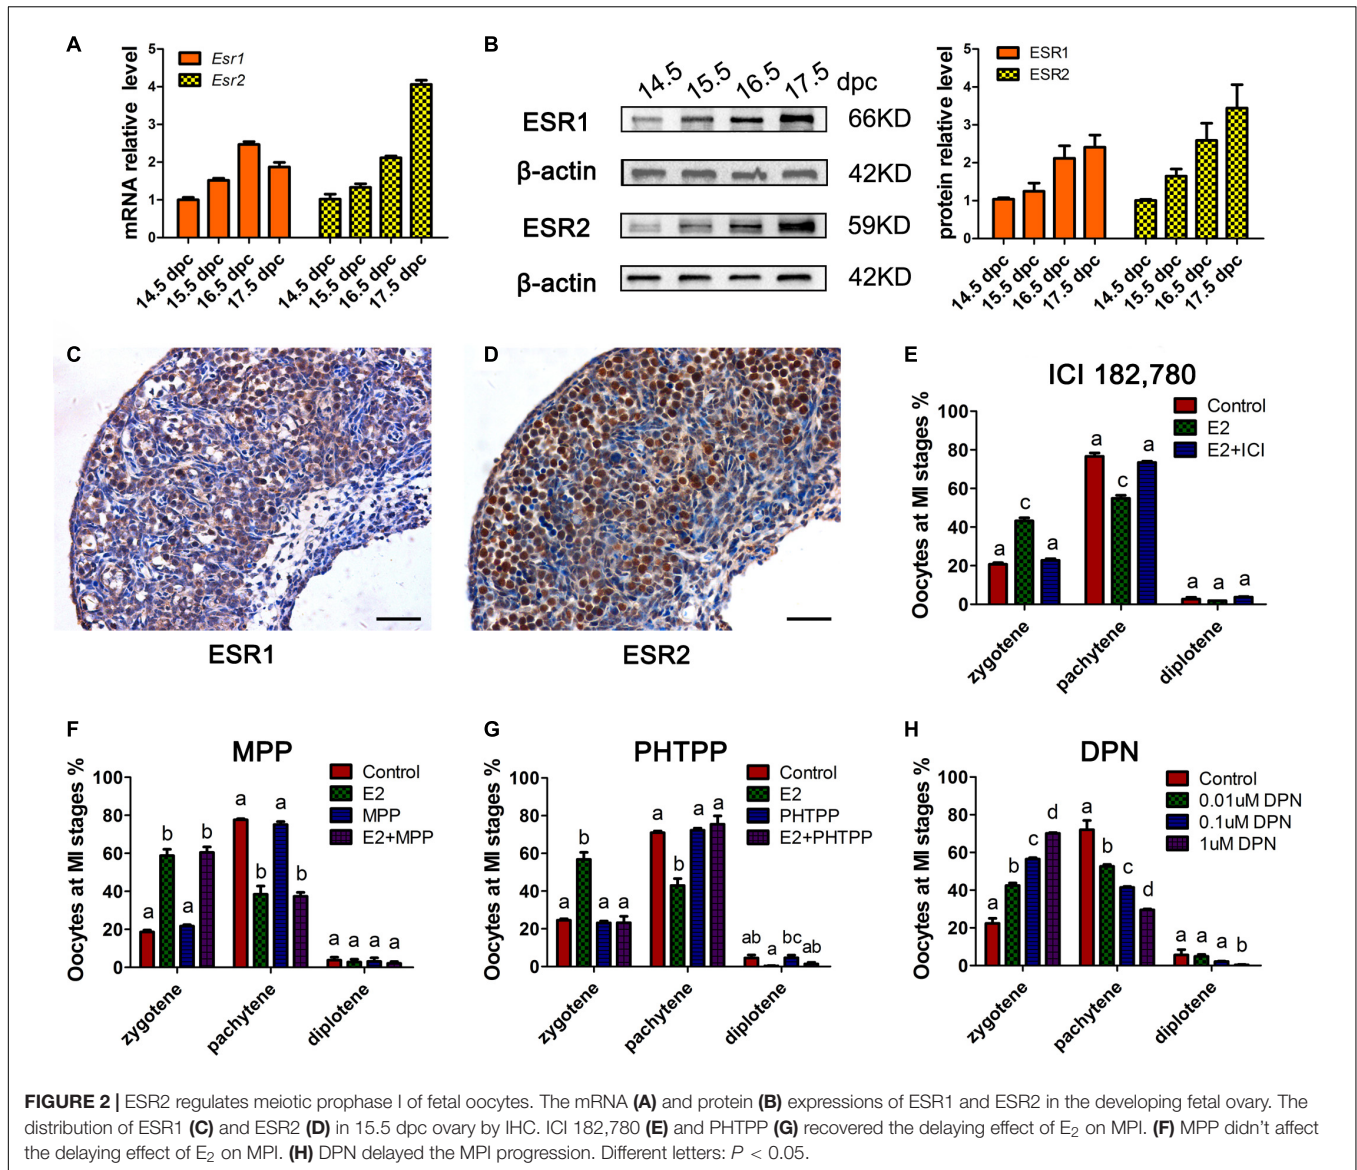 A
mRNA relative level
5
4
3
2
1
0
Esr1
Esr2
14.5 dpc
15.5 dpc
16.5 dpc
17.5 dpc
14.5 dpc
15.5 dpc
16.5 dpc
17.5 dpc
B
14.5 15.5 16.5 17.5 dpc
ESR1 66KD
β-actin 42KD
ESR2 59KD
β-actin 42KD
protein relative level
5
4
3
2
1
0
ESR1
ESR2
14.5 dpc
15.5 dpc
16.5 dpc
17.5 dpc
14.5 dpc
15.5 dpc
16.5 dpc
17.5 dpc
C
ESR1
D
ESR2
E
ICI 182,780
Oocytes at MI stages %
100
80
60
40
20
0
Control
E2
E2+ICI
a c a
a c a
a a a
zygotene
pachytene
diplotene
F
MPP
Oocytes at MI stages %
100
80
60
40
20
0
Control
E2
MPP
E2+MPP
a b a b
a b a b
a a a a
zygotene
pachytene
diplotene
G
PHTPP
Oocytes at MI stages %
100
80
60
40
20
0
Control
E2
PHTPP
E2+PHTPP
a b a a
a b a a
ab a bc ab
zygotene
pachytene
diplotene
H
DPN
Oocytes at MI stages %
100
80
60
40
20
0
Control
0.01uM DPN
0.1uM DPN
1uM DPN
a b c d
a b c d
a a a b
zygotene
pachytene
diplotene
FIGURE 2 | ESR2 regulates meiotic prophase I of fetal oocytes. The mRNA (A) and protein (B) expressions of ESR1 and ESR2 in the developing fetal ovary. The
distribution of ESR1 (C) and ESR2 (D) in 15.5 dpc ovary by IHC. ICI 182,780 (E) and PHTPP (G) recovered the delaying effect of E₂ on MPI. (F) MPP didn't affect
the delaying effect of E₂ on MPI. (H) DPN delayed the MPI progression. Different letters: P < 0.05.